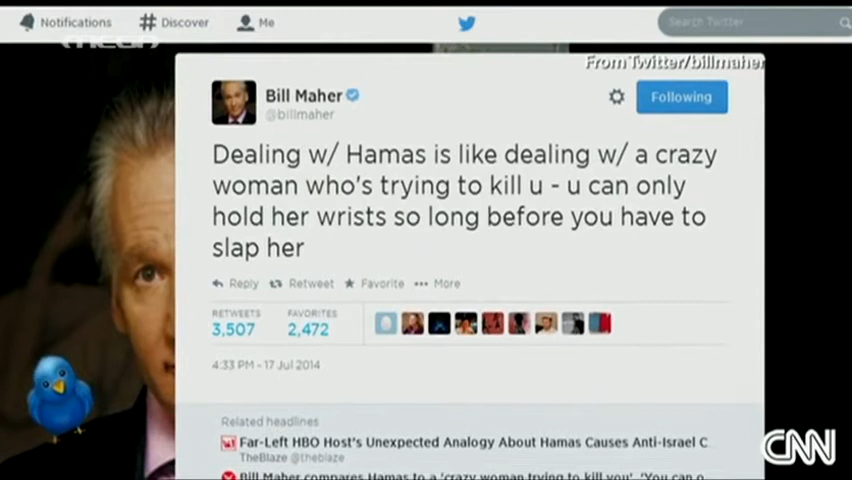 Notifications # Discover Me Search Twitter
mega
From Twitter/billmaher
Bill Maher
@billmaher
Following
Dealing w/ Hamas is like dealing w/ a crazy
woman who's trying to kill u - u can only
hold her wrists so long before you have to
slap her
Reply Retweet Favorite More
RETWEETS FAVORITES
3,507 2,472
4:33 PM - 17 Jul 2014
Related headlines
Far-Left HBO Host's Unexpected Analogy About Hamas Causes Anti-Israel C
TheBlaze @theblaze
Bill Maher compares Hamas to a 'crazy woman trying to kill you', 'You can o
CNN